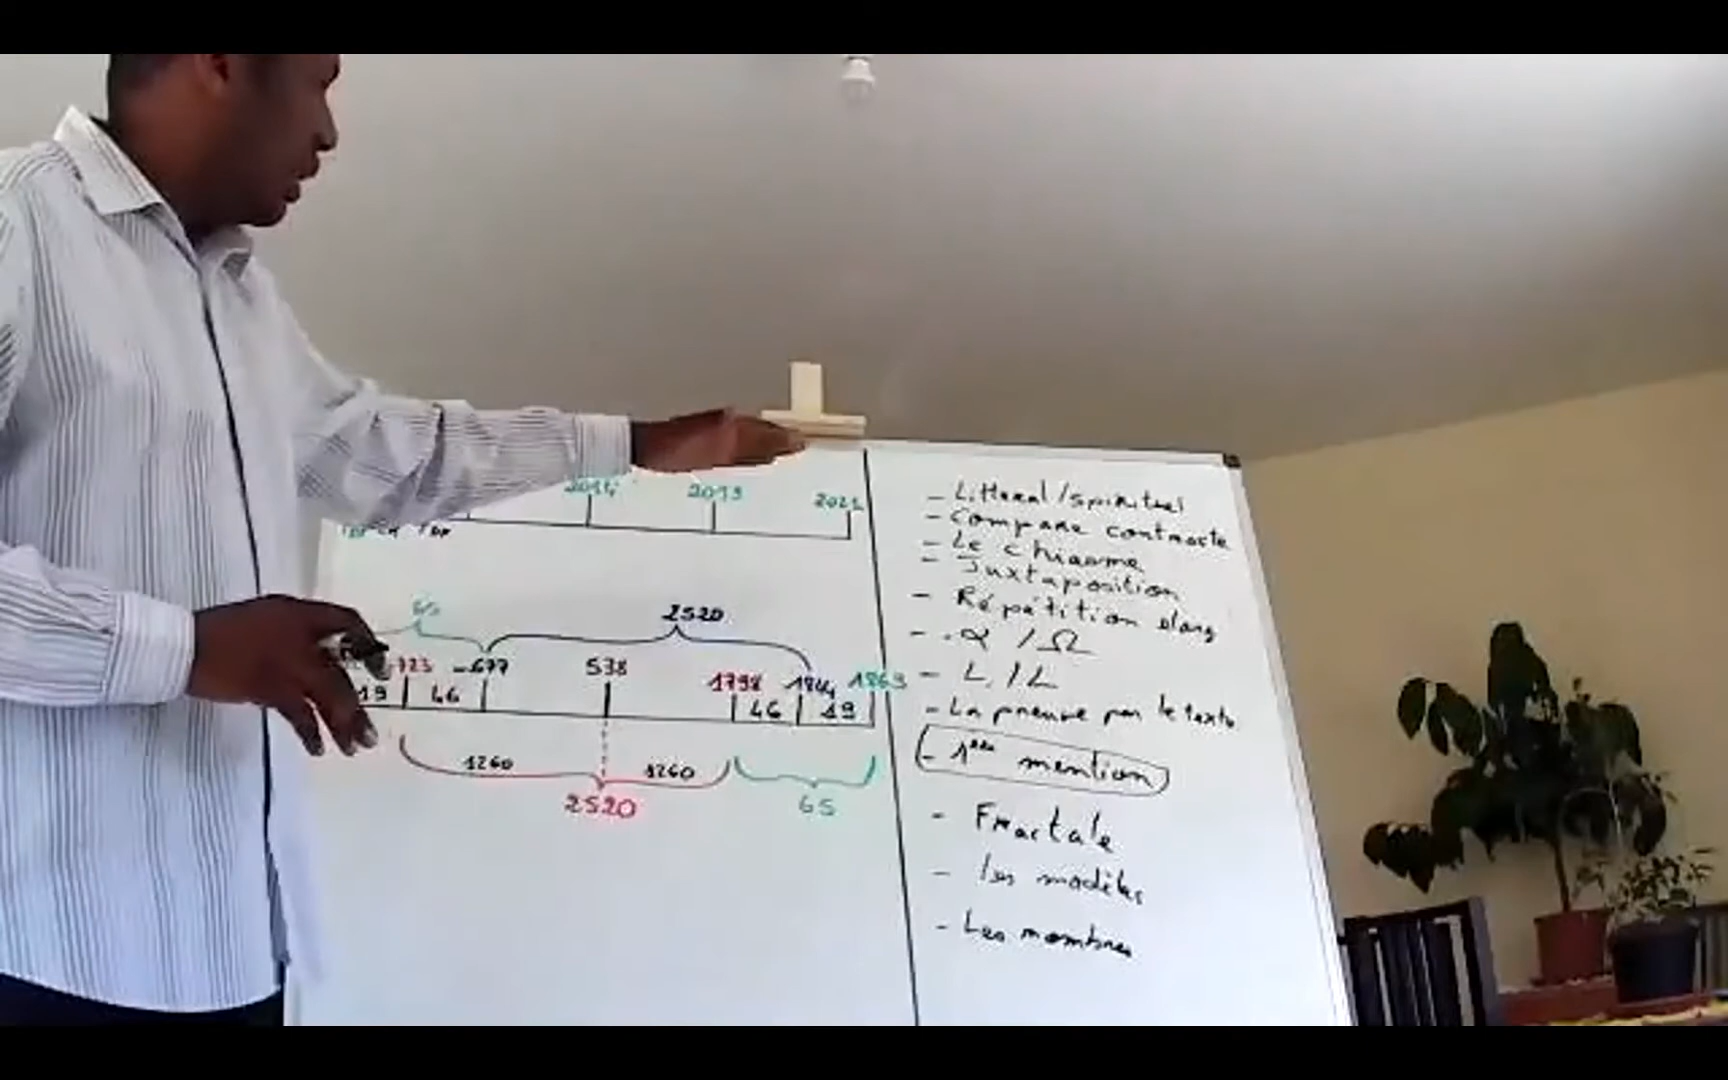 2014 2019 2021
65 2520
723 -677 538 1798 1844 1863
19 46 46 19
1260 1260 65
2520
- Litteral/spirituel
- Compare contraste
- Le chiasme
- Juxtaposition
- Répétition elarg
- α / Ω
- L / L
- La preuve par le texte
- 1ère mention
- Fractale
- les modèles
- Les nombres